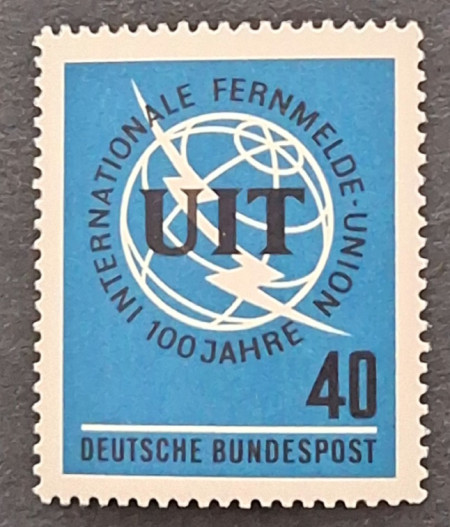 INTERNATIONALE FERNMELDE-UNION
100 JAHRE
UIT
40
DEUTSCHE BUNDESPOST